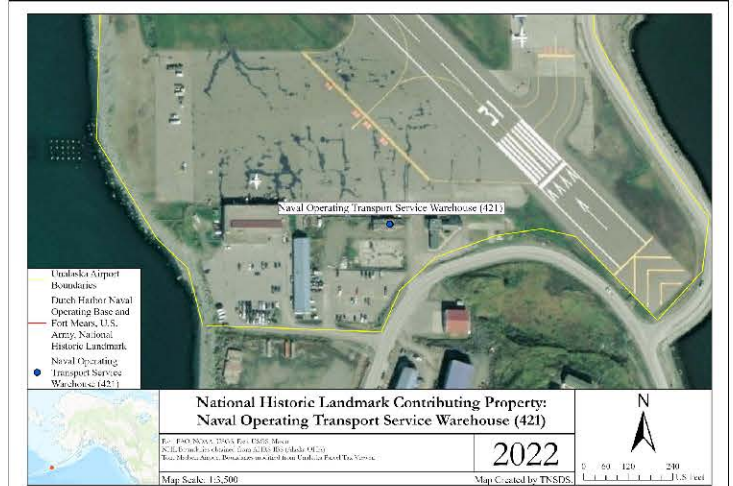 31
Naval Operating Transport Service Warehouse (421)
Unalaska Airport
Boundaries
Dutch Harbor Naval
Operating Base and
Fort Mears, U.S.
Army, National
Historic Landmark
Naval Operating
Transport Service
Warehouse (421)
National Historic Landmark Contributing Property:
Naval Operating Transport Service Warehouse (421)
2022
Map Scale: 1:3,500
Map Created by TNSDS.
N
0 60 120 240
U.S. Feet